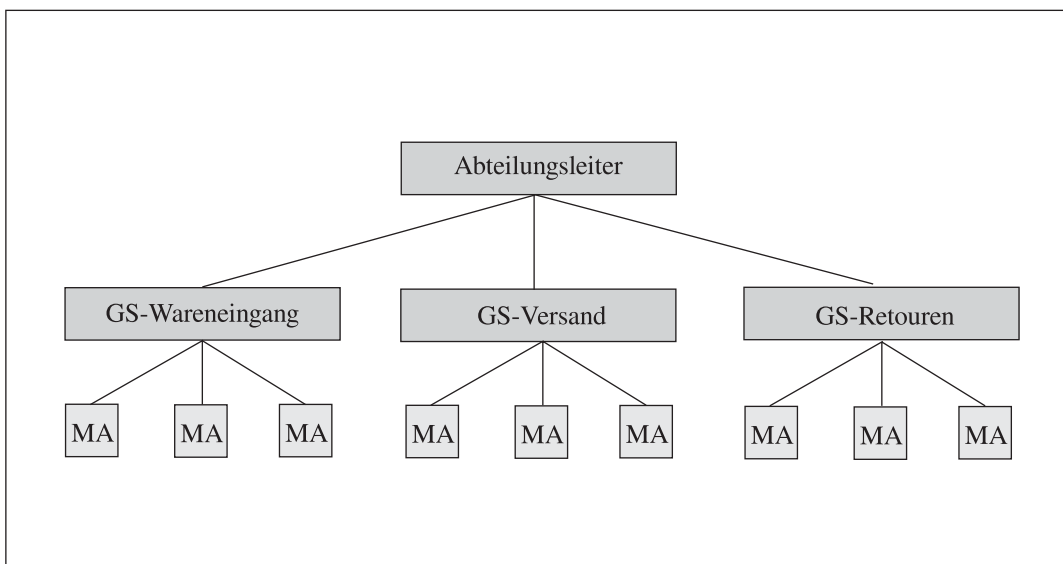 Abteilungsleiter
GS-Wareneingang
GS-Versand
GS-Retouren
MA MA MA MA MA MA MA MA MA